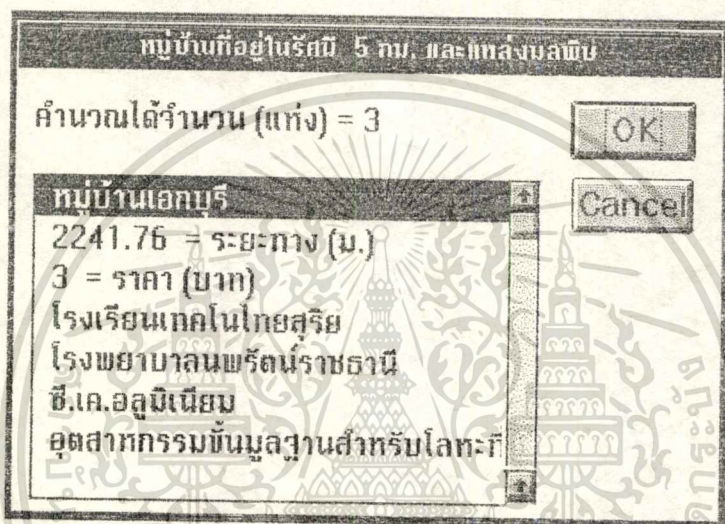 หมู่บ้านที่อยู่ในรัศมี 5 กม. และแหล่งมลพิษ
คำนวณได้จำนวน (แห่ง) = 3
OK
หมู่บ้านเอกบุรี
Cancel
2241.76 = ระยะทาง (ม.)
3 = ราคา (บาท)
โรงเรียนเทคโนไทยสุริย
โรงพยาบาลนพรัตน์ราชธานี
ซี.เค.อลูมิเนียม
อุตสาหกรรมขั้นมูลฐานสำหรับโลหะที